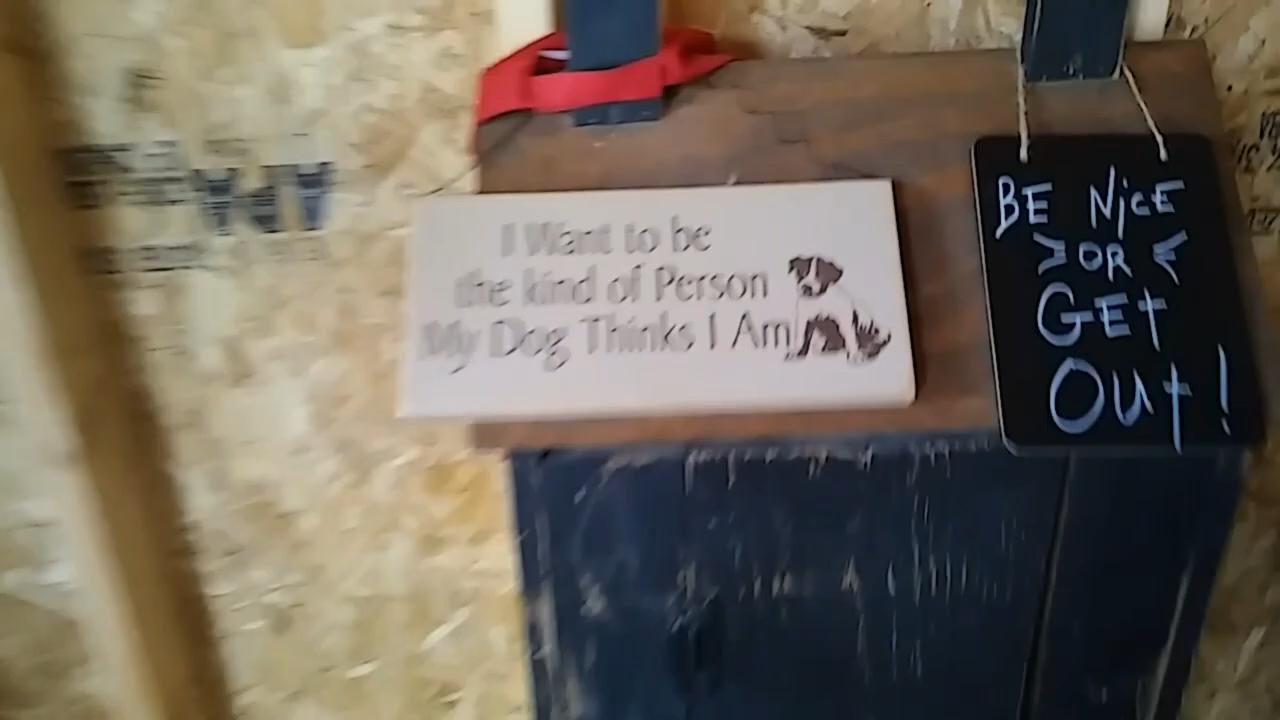 I Want to be
the kind of Person
My Dog Thinks I Am
BE NicE
OR
GEt
Out!